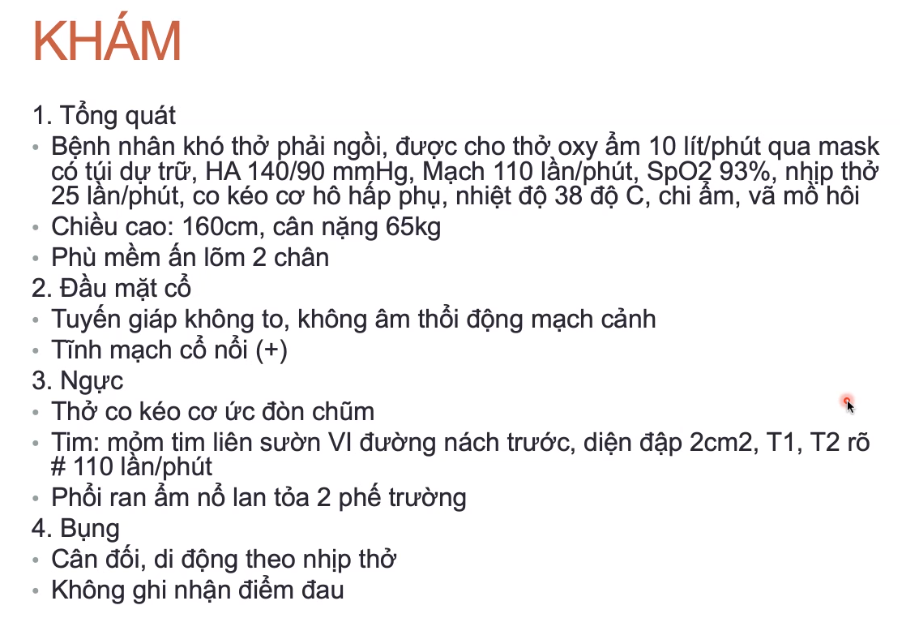 KHÁM
1. Tổng quát
• Bệnh nhân khó thở phải ngồi, được cho thở oxy ẩm 10 lít/phút qua mask
có túi dự trữ, HA 140/90 mmHg, Mạch 110 lần/phút, SpO2 93%, nhịp thở
25 lần/phút, co kéo cơ hô hấp phụ, nhiệt độ 38 độ C, chi ấm, vã mồ hôi
• Chiều cao: 160cm, cân nặng 65kg
• Phù mềm ấn lõm 2 chân
2. Đầu mặt cổ
• Tuyến giáp không to, không âm thổi động mạch cảnh
• Tĩnh mạch cổ nổi (+)
3. Ngực
• Thở co kéo cơ ức đòn chũm
• Tim: mỏm tim liên sườn VI đường nách trước, diện đập 2cm2, T1, T2 rõ
# 110 lần/phút
• Phổi ran ẩm nổ lan tỏa 2 phế trường
4. Bụng
• Cân đối, di động theo nhịp thở
• Không ghi nhận điểm đau